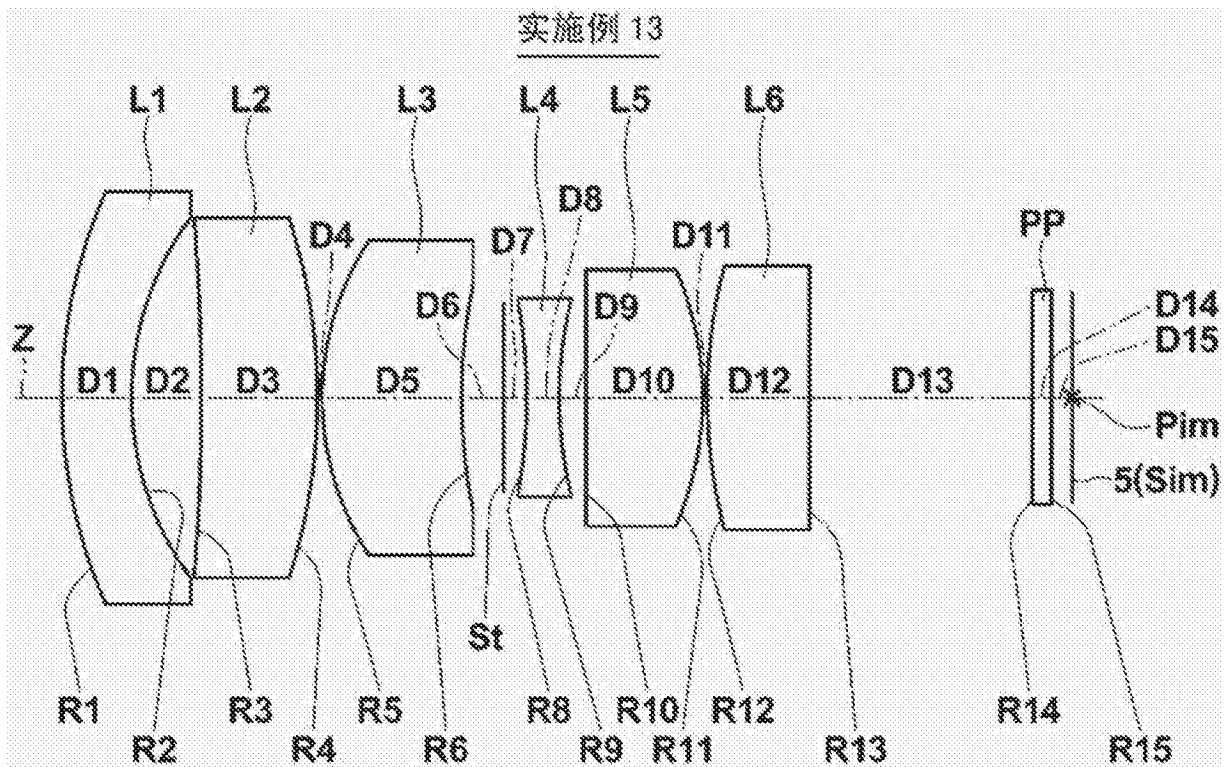 实施例 13
L1 L2 L3 L4 L5 L6
D8
D4 D7 D11 PP
D6 D9 D14
Z D15
D1 D2 D3 D5 D10 D12 D13
Pim
5(Sim)
St
R1 R3 R5 R8 R10 R12 R14
R2 R4 R6 R9 R11 R13 R15